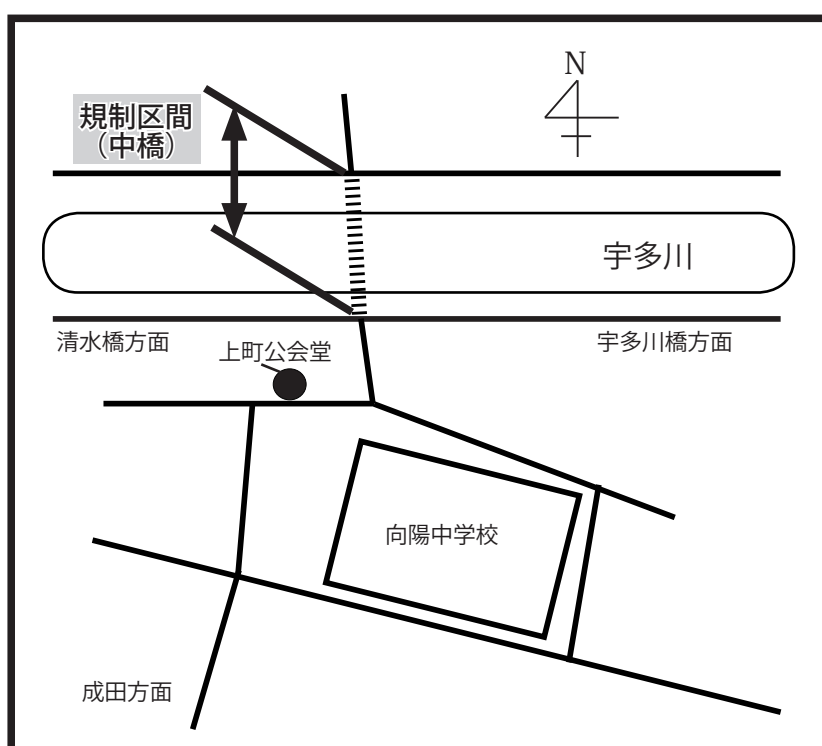 N
規制区間
（中橋）
宇多川
清水橋方面
宇多川橋方面
上町公会堂
向陽中学校
成田方面